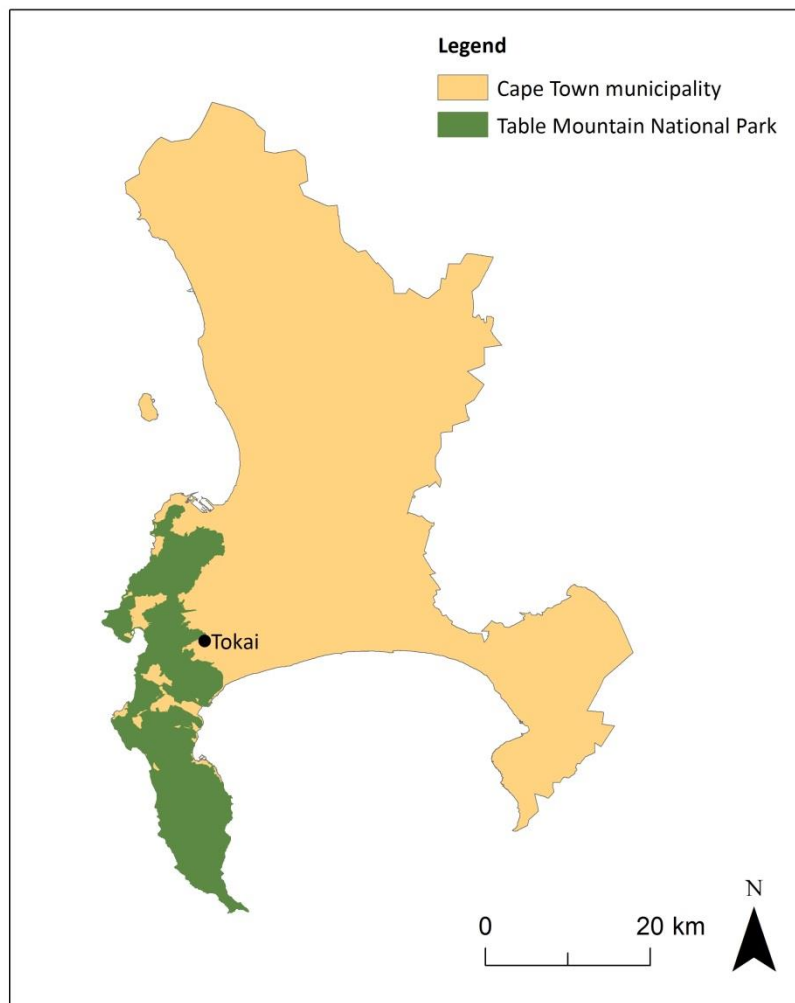 Legend
Cape Town municipality
Table Mountain National Park
Tokai
N
0 20 km